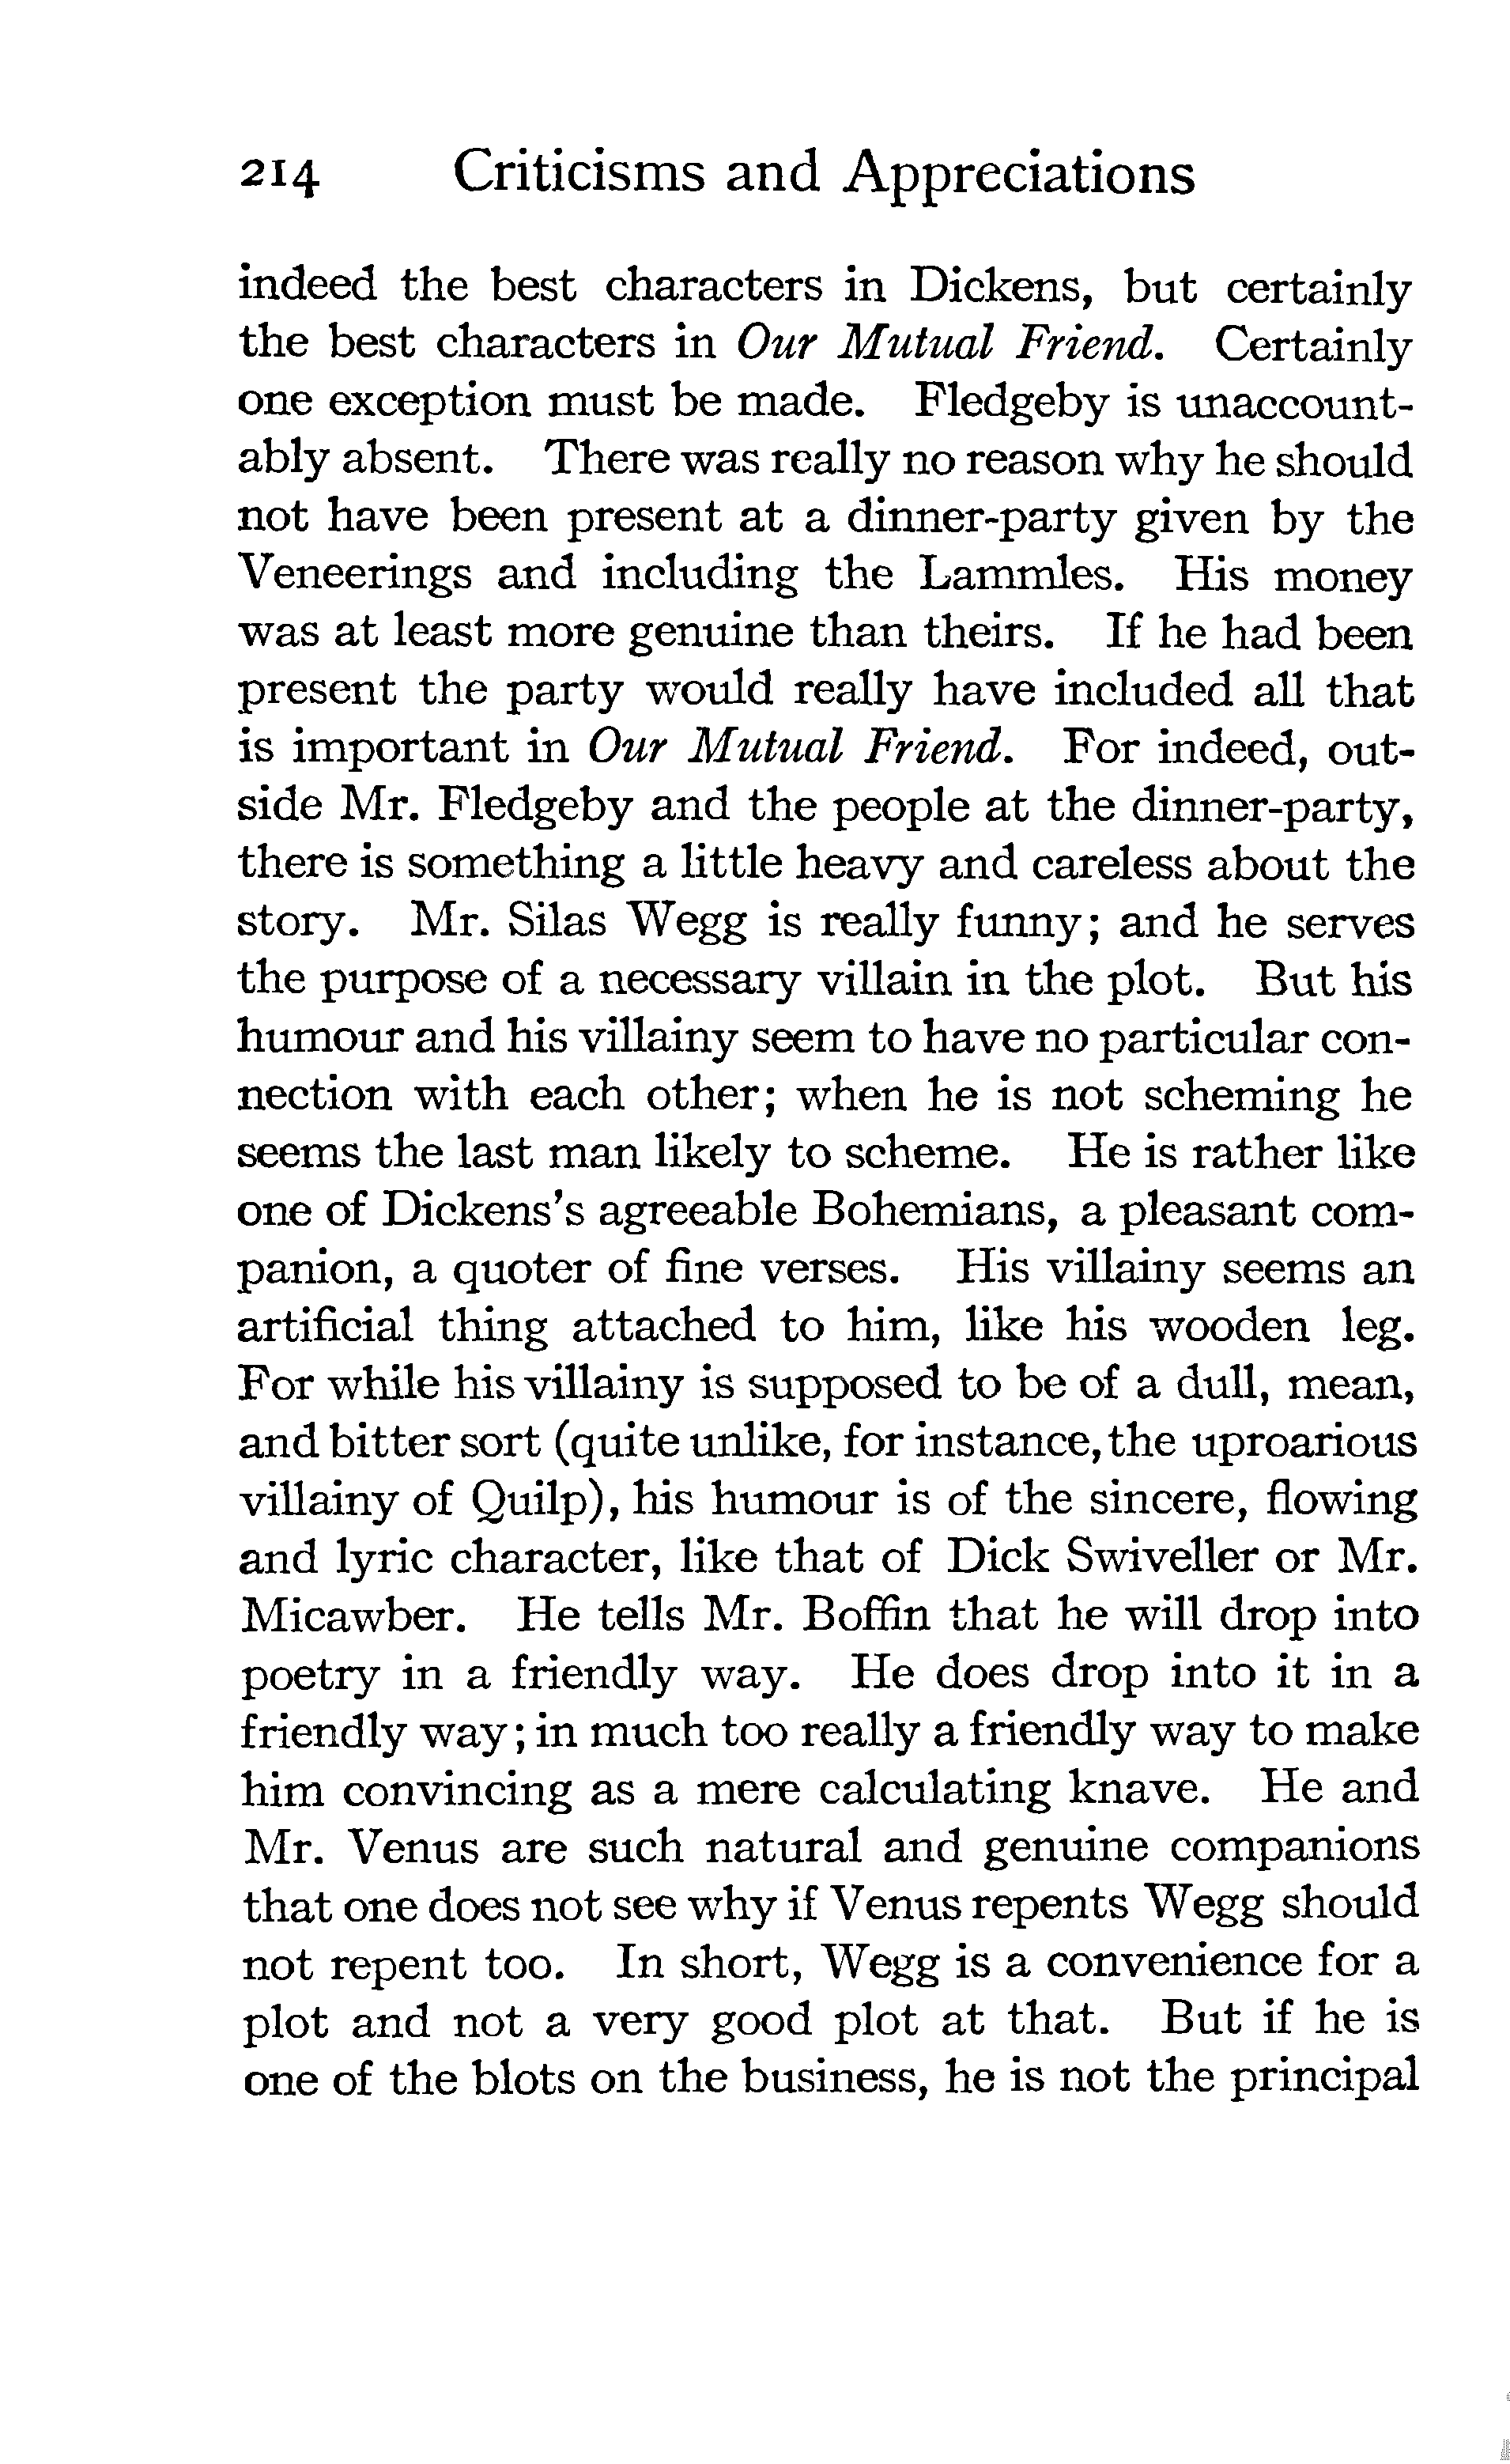 214 Criticisms and Appreciations
indeed the best characters in Dickens, but certainly
the best characters in Our Mutual Friend. Certainly
one exception must be made. Fledgeby is unaccount-
ably absent. There was really no reason why he should
not have been present at a dinner-party given by the
Veneerings and including the Lammles. His money
was at least more genuine than theirs. If he had been
present the party would really have included all that
is important in Our Mutual Friend. For indeed, out-
side Mr. Fledgeby and the people at the dinner-party,
there is something a little heavy and careless about the
story. Mr. Silas Wegg is really funny; and he serves
the purpose of a necessary villain in the plot. But his
humour and his villainy seem to have no particular con-
nection with each other; when he is not scheming he
seems the last man likely to scheme. He is rather like
one of Dickens's agreeable Bohemians, a pleasant com-
panion, a quoter of fine verses. His villainy seems an
artificial thing attached to him, like his wooden leg.
For while his villainy is supposed to be of a dull, mean,
and bitter sort (quite unlike, for instance, the uproarious
villainy of Quilp), his humour is of the sincere, flowing
and lyric character, like that of Dick Swiveller or Mr.
Micawber. He tells Mr. Boffin that he will drop into
poetry in a friendly way. He does drop into it in a
friendly way; in much too really a friendly way to make
him convincing as a mere calculating knave. He and
Mr. Venus are such natural and genuine companions
that one does not see why if Venus repents Wegg should
not repent too. In short, Wegg is a convenience for a
plot and not a very good plot at that. But if he is
one of the blots on the business, he is not the principal